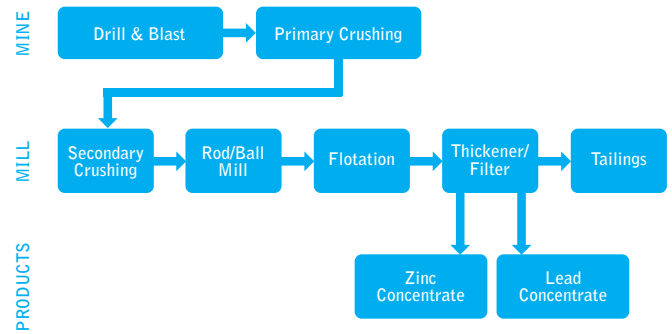 MINE
Drill & Blast
Primary Crushing
MILL
Secondary
Crushing
Rod/Ball
Mill
Flotation
Thickener/
Filter
Tailings
PRODUCTS
Zinc
Concentrate
Lead
Concentrate